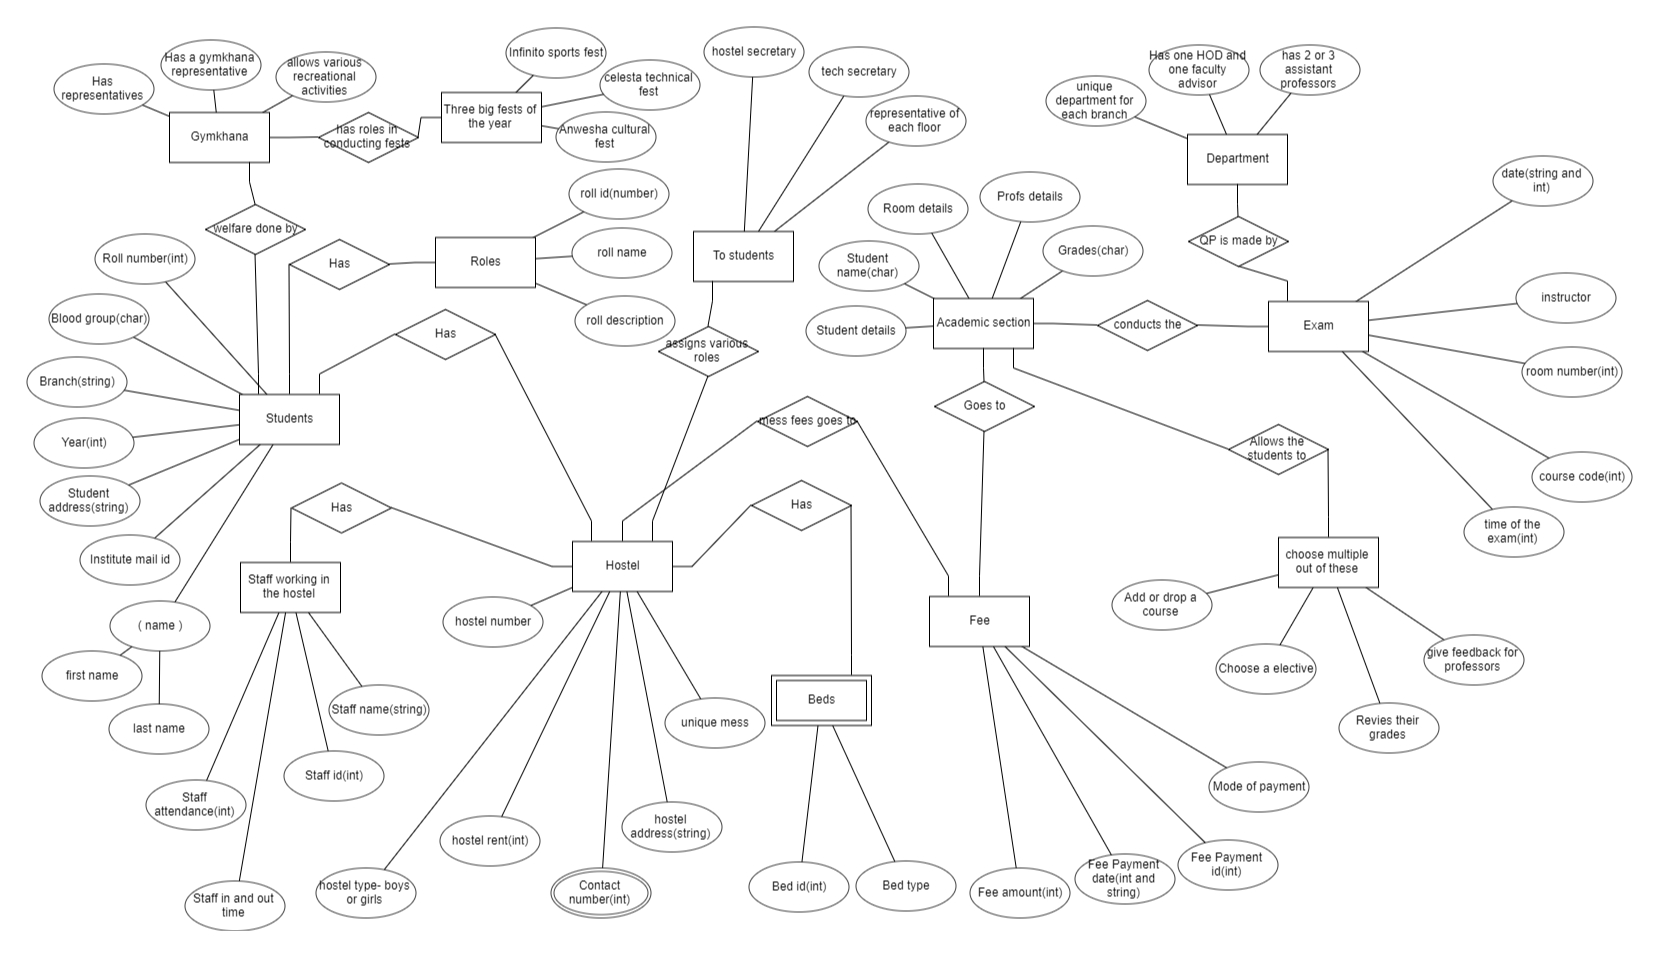 Infinito sports fest
hostel secretary
Has a gymkhana
representative
allows various
recreational
activities
Has
representatives
celesta technical
fest
tech secretary
Has one HOD and
one faculty
advisor
has 2 or 3
assistant
professors
unique
department for
each branch
Gymkhana
has roles in
conducting fests
Three big fests of
the year
Anwesha cultural
fest
representative of
each floor
Department
date(string and
int)
roll id(number)
Room details
Profs details
welfare done by
Roll number(int)
Has
Roles
roll name
To students
Student
name(char)
Grades(char)
QP is made by
Blood group(char)
Has
roll description
assigns various
roles
Student details
Academic section
conducts the
Exam
instructor
room number(int)
Branch(string)
Students
mess fees goes to
Goes to
Allows the
students to
Year(int)
Student
address(string)
Has
Has
course code(int)
time of the
exam(int)
Institute mail id
Staff working in
the hostel
Hostel
choose multiple
out of these
( name )
hostel number
Fee
Add or drop a
course
first name
last name
Staff name(string)
unique mess
Beds
Choose a elective
give feedback for
professors
Revies their
grades
Staff id(int)
Staff
attendance(int)
Mode of payment
hostel rent(int)
hostel
address(string)
Staff in and out
time
hostel type- boys
or girls
Contact
number(int)
Bed id(int)
Bed type
Fee amount(int)
Fee Payment
date(int and
string)
Fee Payment
id(int)